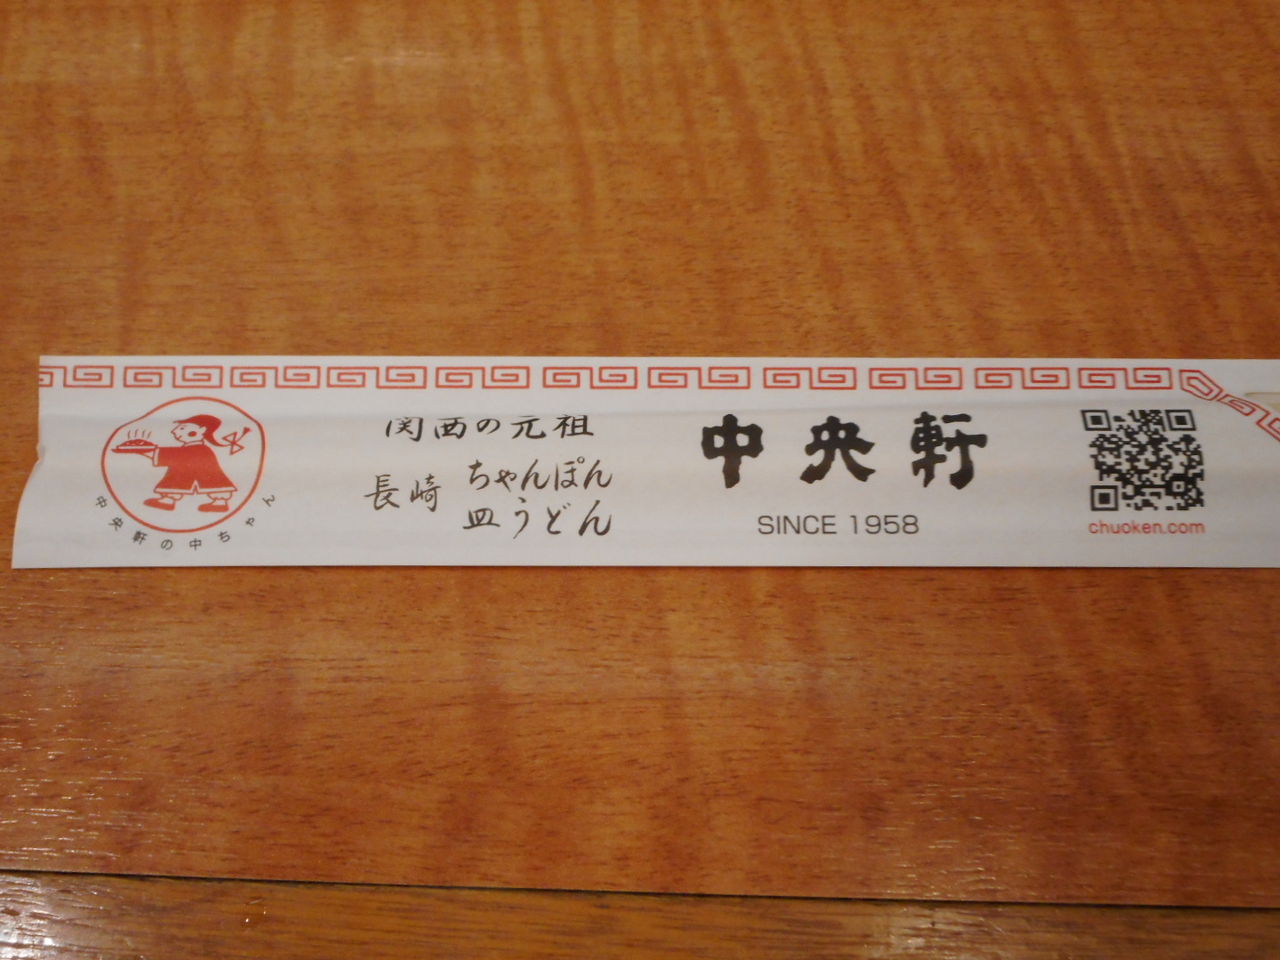 中央軒の中ちゃん
関西の元祖
長崎
ちゃんぽん
皿うどん
中央軒
SINCE 1958
chuoken.com